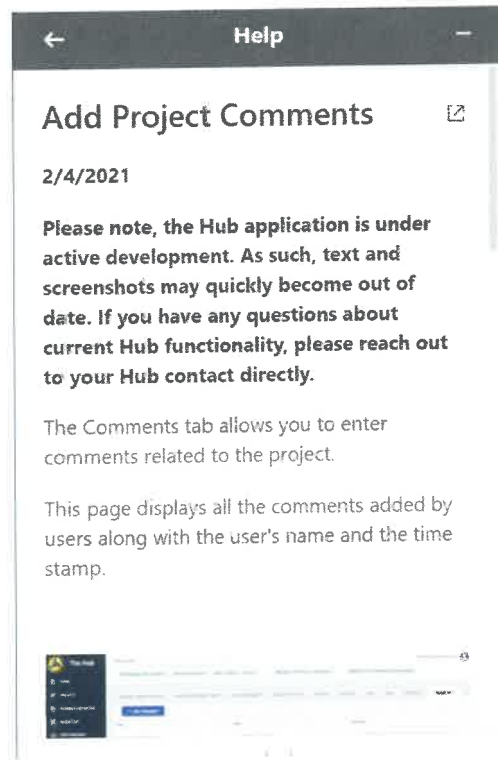 Help
Add Project Comments
2/4/2021
Please note, the Hub application is under
active development. As such, text and
screenshots may quickly become out of
date. If you have any questions about
current Hub functionality, please reach out
to your Hub contact directly.
The Comments tab allows you to enter
comments related to the project.
This page displays all the comments added by
users along with the user's name and the time
stamp.
The Hub